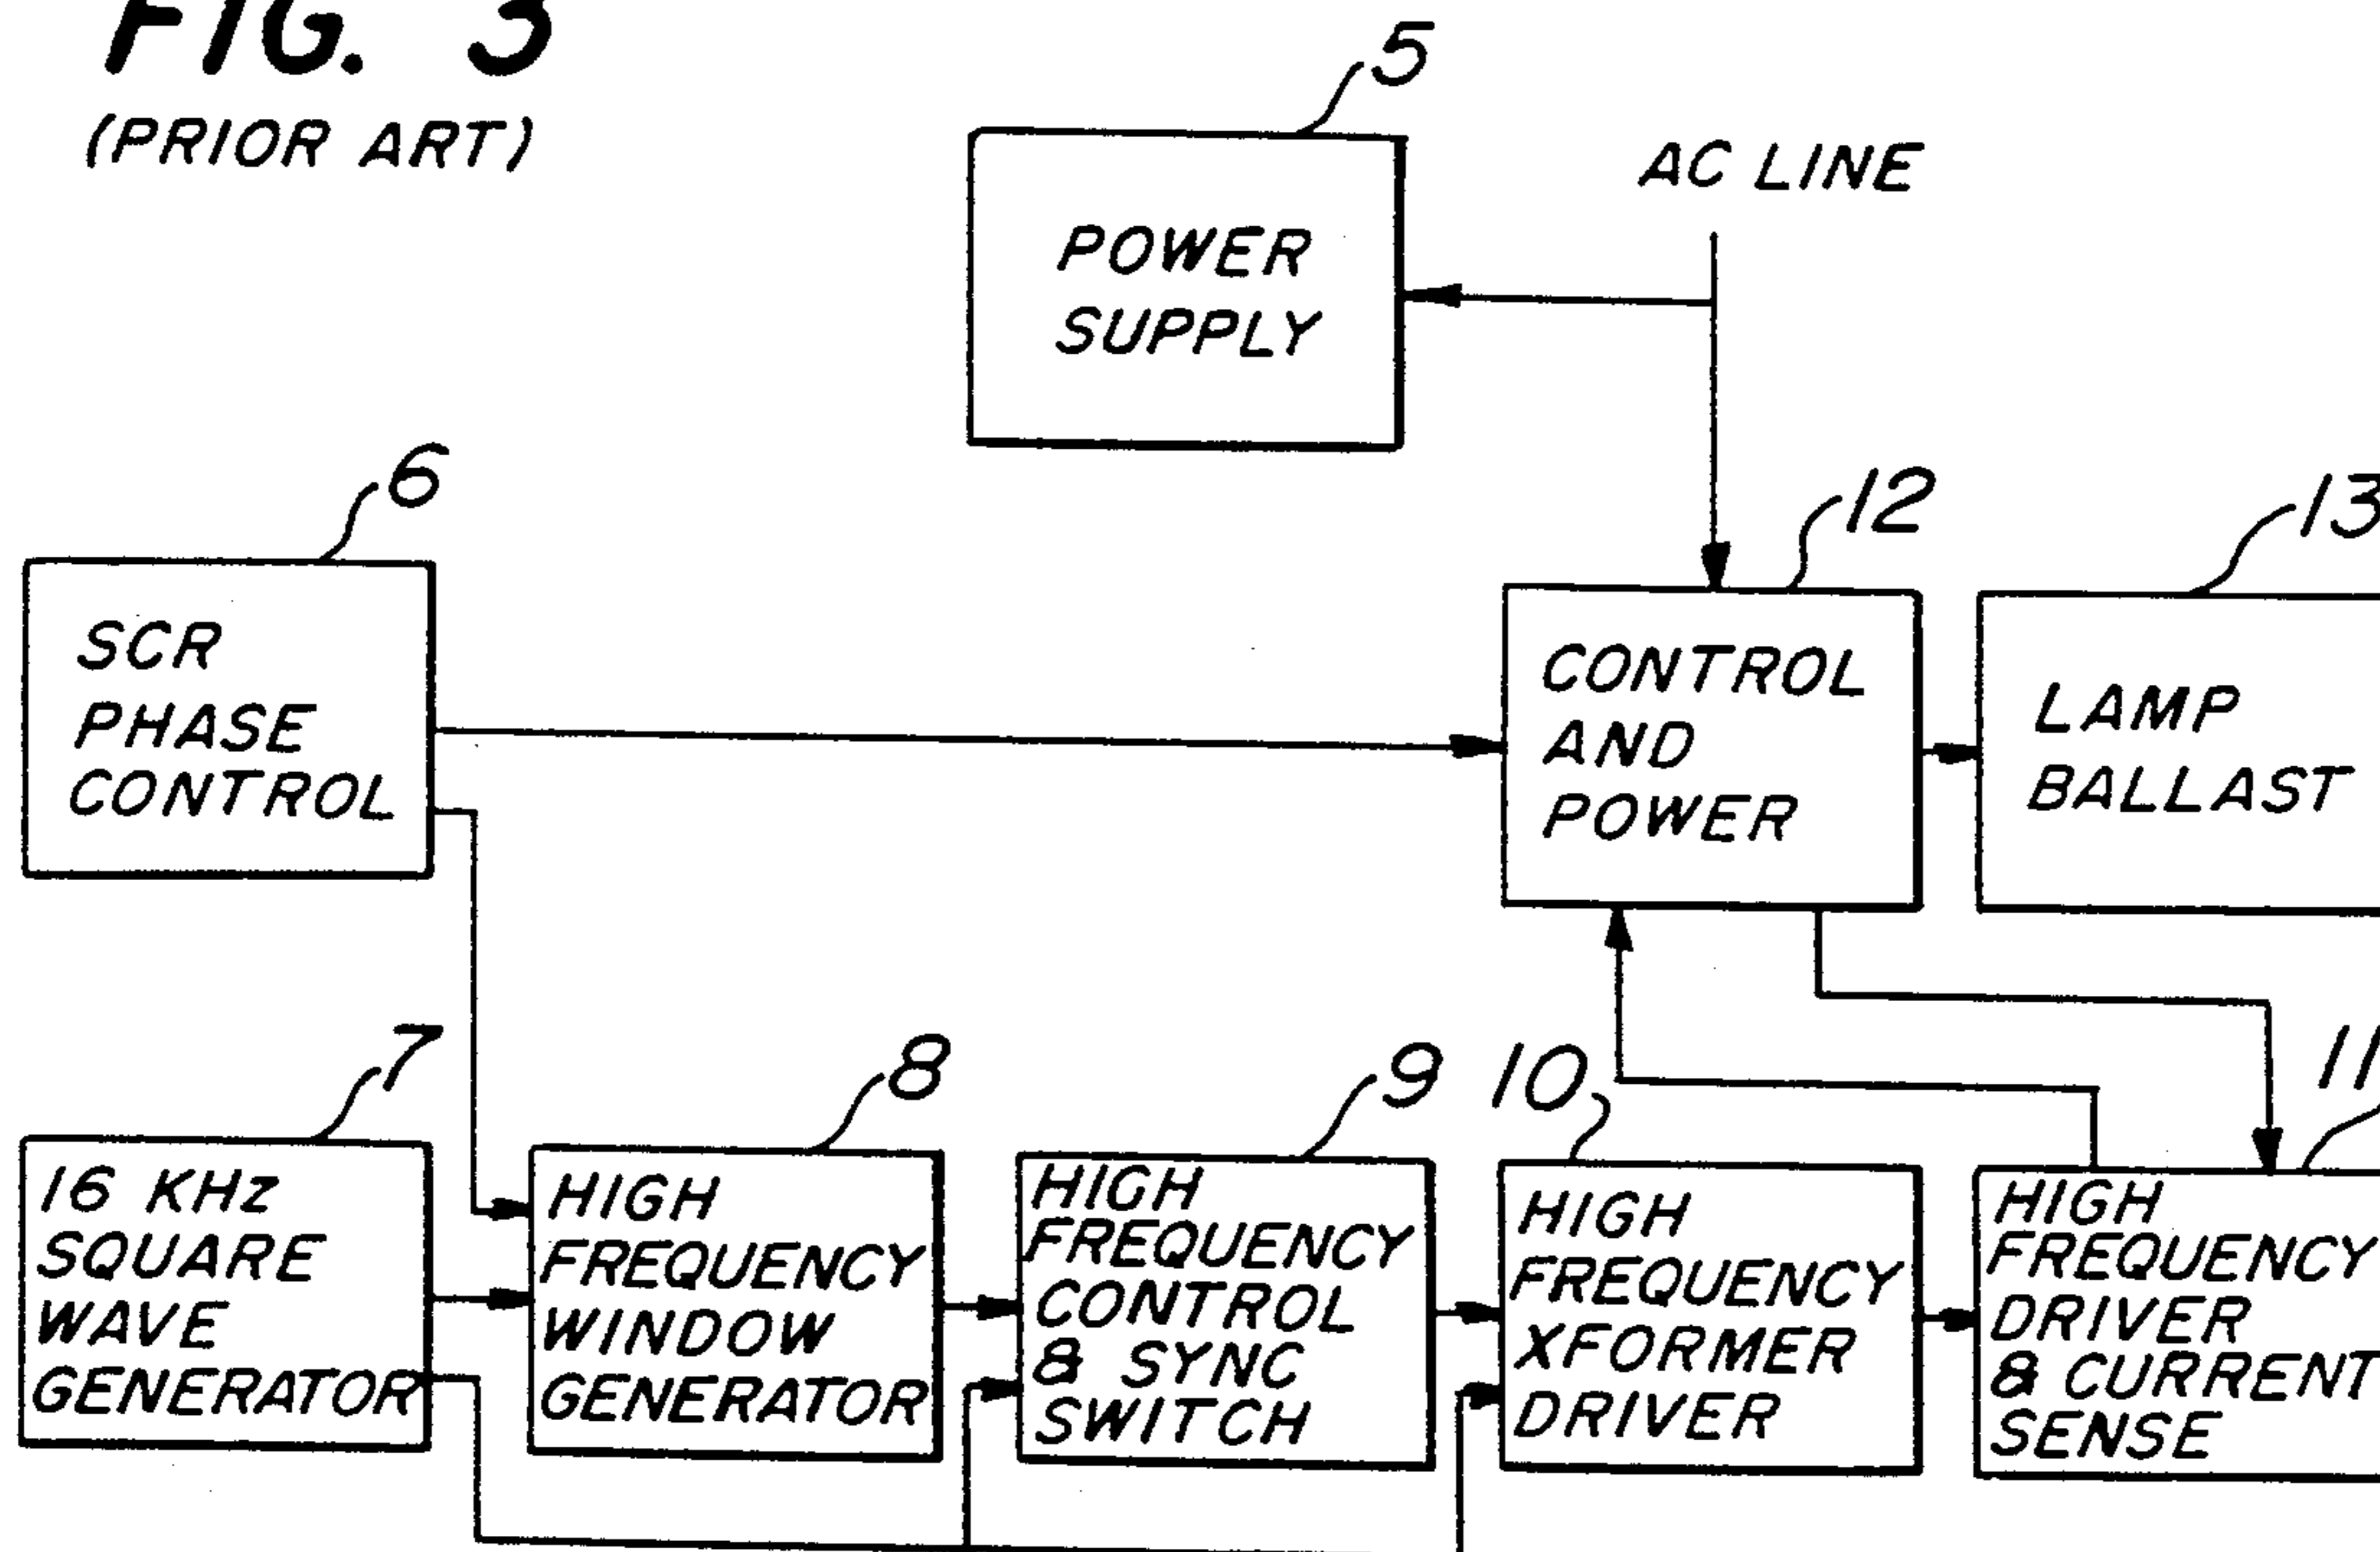 FIG. 3
(PRIOR ART)
5
POWER
SUPPLY
AC LINE
6
SCR
PHASE
CONTROL
12
CONTROL
AND
POWER
13
LAMP
BALLAST
7
16 KHz
SQUARE
WAVE
GENERATOR
8
HIGH
FREQUENCY
WINDOW
GENERATOR
9
HIGH
FREQUENCY
CONTROL
& SYNC
SWITCH
10
HIGH
FREQUENCY
XFORMER
DRIVER
11
HIGH
FREQUENCY
DRIVER
& CURRENT
SENSE